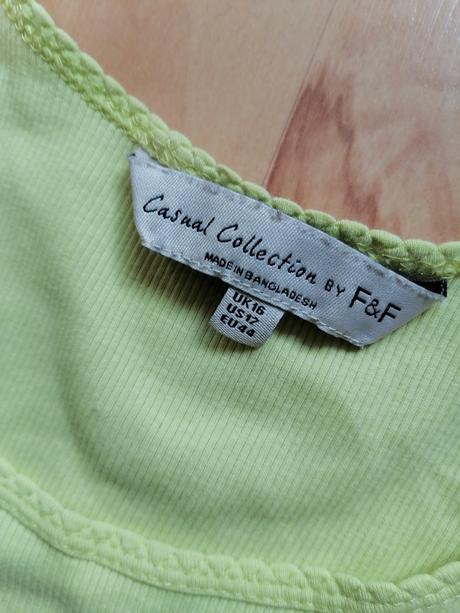 Casual Collection BY F&F
MADE IN BANGLADESH
UK16
US12
EU44